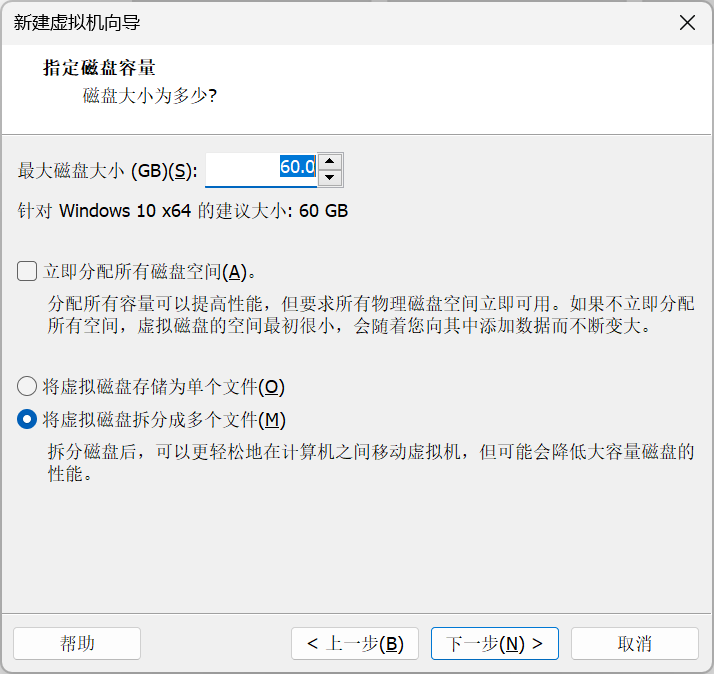 新建虚拟机向导
指定磁盘容量
磁盘大小为多少?
最大磁盘大小 (GB)(S): 60.0
针对 Windows 10 x64 的建议大小: 60 GB
立即分配所有磁盘空间(A)。
分配所有容量可以提高性能，但要求所有物理磁盘空间立即可用。如果不立即分配
所有空间，虚拟磁盘的空间最初很小，会随着您向其中添加数据而不断变大。
将虚拟磁盘存储为单个文件(O)
将虚拟磁盘拆分成多个文件(M)
拆分磁盘后，可以更轻松地在计算机之间移动虚拟机，但可能会降低大容量磁盘的
性能。
帮助 < 上一步(B) 下一步(N) > 取消